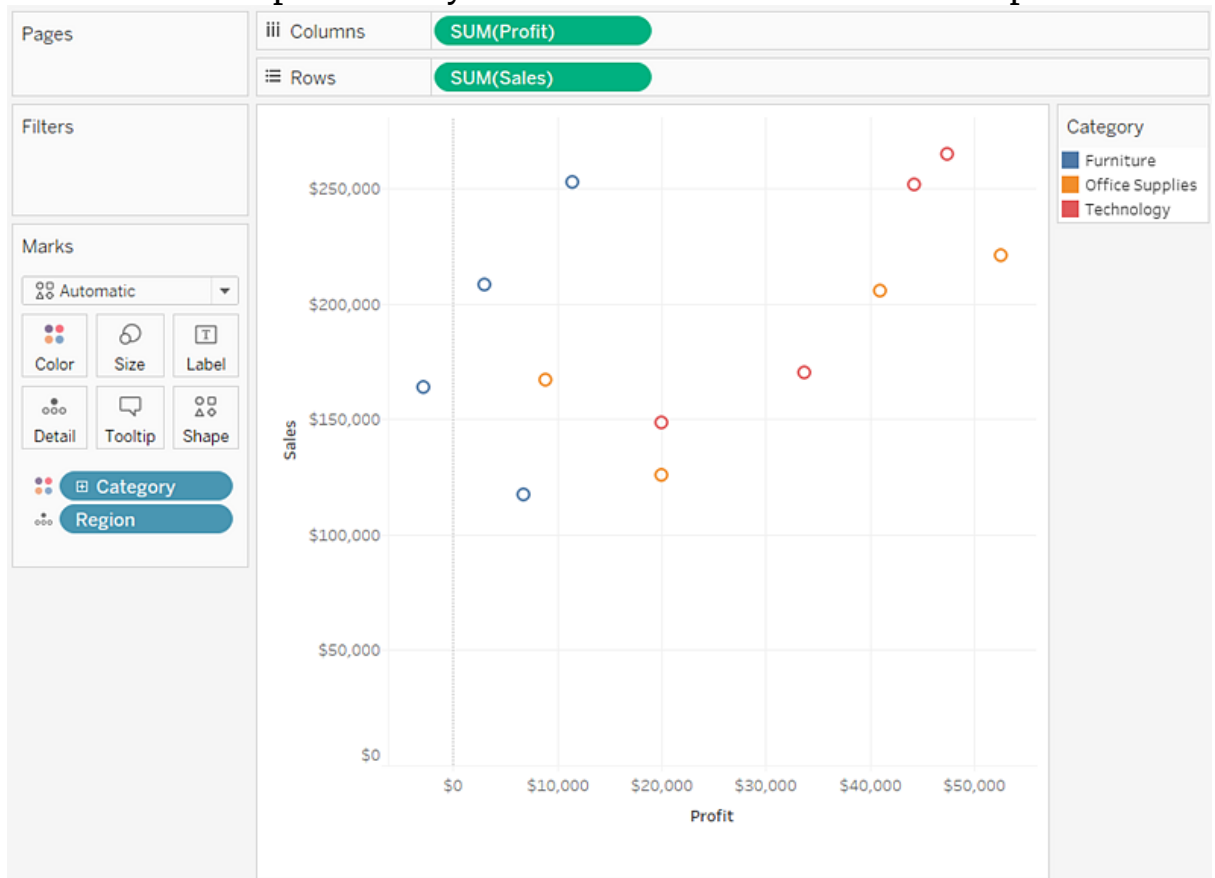 Pages
iii Columns
SUM(Profit)
Rows
SUM(Sales)
Filters
Marks
Automatic
Color
Size
Label
Detail
Tooltip
Shape
Category
Region
$250,000
$200,000
$150,000
$100,000
$50,000
$0
Sales
$0
$10,000
$20,000
$30,000
$40,000
$50,000
Profit
Category
Furniture
Office Supplies
Technology